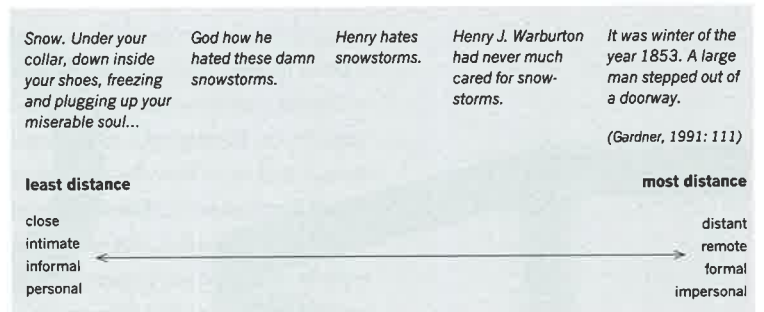 Snow. Under your
collar, down inside
your shoes, freezing
and plugging up your
miserable soul...
God how he
hated these damn
snowstorms.
Henry hates
snowstorms.
Henry J. Warburton
had never much
cared for snow-
storms.
It was winter of the
year 1853. A large
man stepped out of
a doorway.
(Gardner, 1991: 111)
least distance
most distance
close
intimate
informal
personal
distant
remote
formal
impersonal